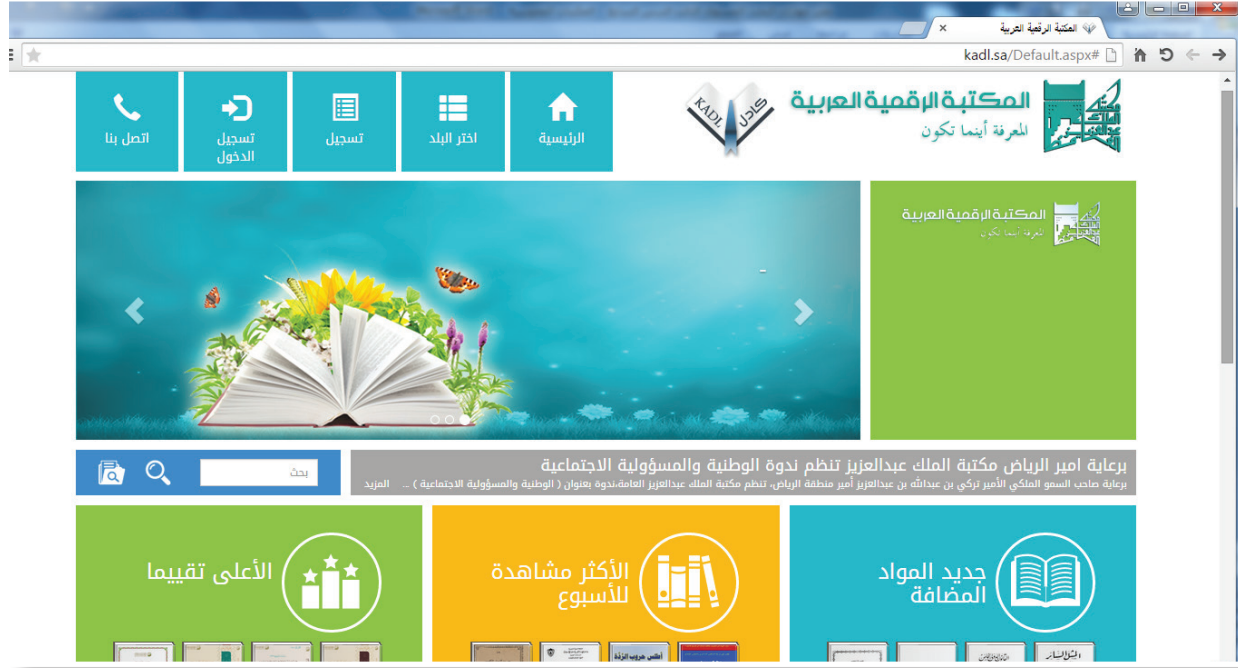 المكتبة الرقمية العربية
kadl.sa/Default.aspx#
المكتبة الرقمية العربية
المعرفة أينما تكون
كادل
KADL
الرئيسية
اختر البلد
تسجيل
تسجيل
الدخول
اتصل بنا
المكتبة الرقمية العربية
المعرفة أينما تكون
برعاية امير الرياض مكتبة الملك عبدالعزيز تنظم ندوة الوطنية والمسؤولية الاجتماعية
برعاية صاحب السمو الملكي الأمير تركي بن عبدالله بن عبدالعزيز أمير منطقة الرياض، تنظم مكتبة الملك عبدالعزيز العامة،ندوة بعنوان ( الوطنية والمسؤولية الاجتماعية ) ... المزيد
بحث
جديد المواد
المضافة
الأكثر مشاهدة
للأسبوع
الأعلى تقييما